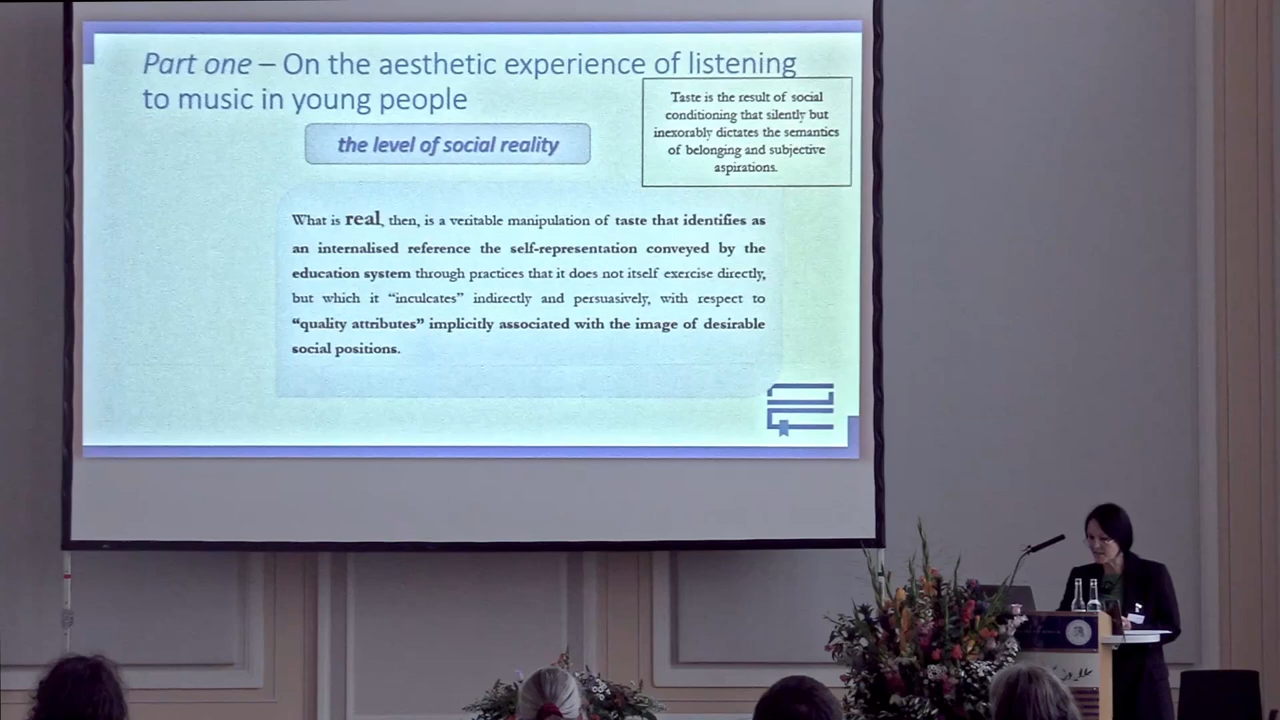 Part one – On the aesthetic experience of listening
to music in young people
Taste is the result of social
conditioning that silently but
inexorably dictates the semantics
of belonging and subjective
aspirations.
the level of social reality
What is real, then, is a veritable manipulation of taste that identifies as
an internalised reference the self-representation conveyed by the
education system through practices that it does not itself exercise directly,
but which it “inculcates” indirectly and persuasively, with respect to
“quality attributes” implicitly associated with the image of desirable
social positions.